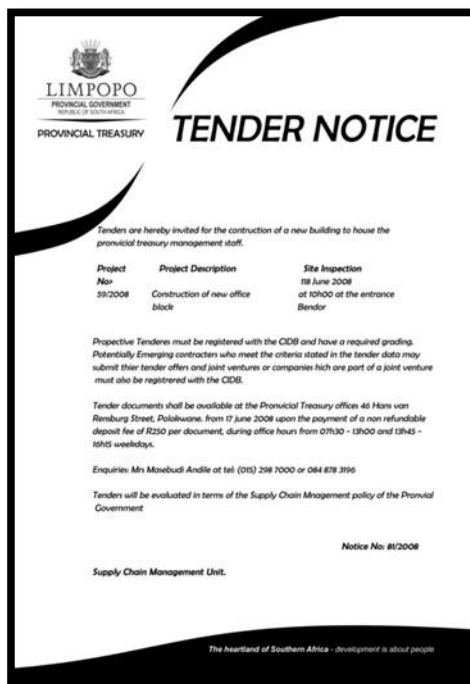 LIMPOPO
PROVINCIAL GOVERNMENT
REPUBLIC OF SOUTH AFRICA
PROVINCIAL TREASURY
TENDER NOTICE
Tenders are hereby invited for the contruction of a new building to house the
pronvicial treasury management staff.
Project Project Description Site Inspection
No> 118 June 2008
59/2008 Construction of new office at 10h00 at the entrance
block Bendor
Propective Tenderes must be registered with the CIDB and have a required grading.
Potentially Emerging contracters who meet the criteria stated in the tender data may
submit thier tender offers and joint ventures or companies hich are part of a joint venture
must also be registrered with the CIDB.
Tender documents shall be available at the Pronvicial Treasury offices 46 Hans van
Rensburg Street, Polokwane. from 17 june 2008 upon the payment of a non refundable
deposit fee of R250 per document, during office hours from 07h30 - 13h00 and 13h45 -
16h15 weekdays.
Enquiries: Mrs Masebudi Andile at tel: (015) 298 7000 or 084 878 3196
Tenders will be evaluated in terms of the Supply Chain Mnagement policy of the Pronvial
Government
Notice No: 81/2008
Supply Chain Management Unit.
The heartland of Southern Africa - development is about people